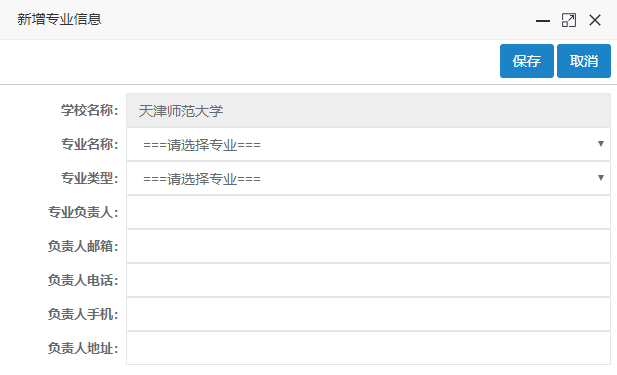 新增专业信息
保存 取消
学校名称: 天津师范大学
专业名称: ===请选择专业===
专业类型: ===请选择专业===
专业负责人:
负责人邮箱:
负责人电话:
负责人手机:
负责人地址: